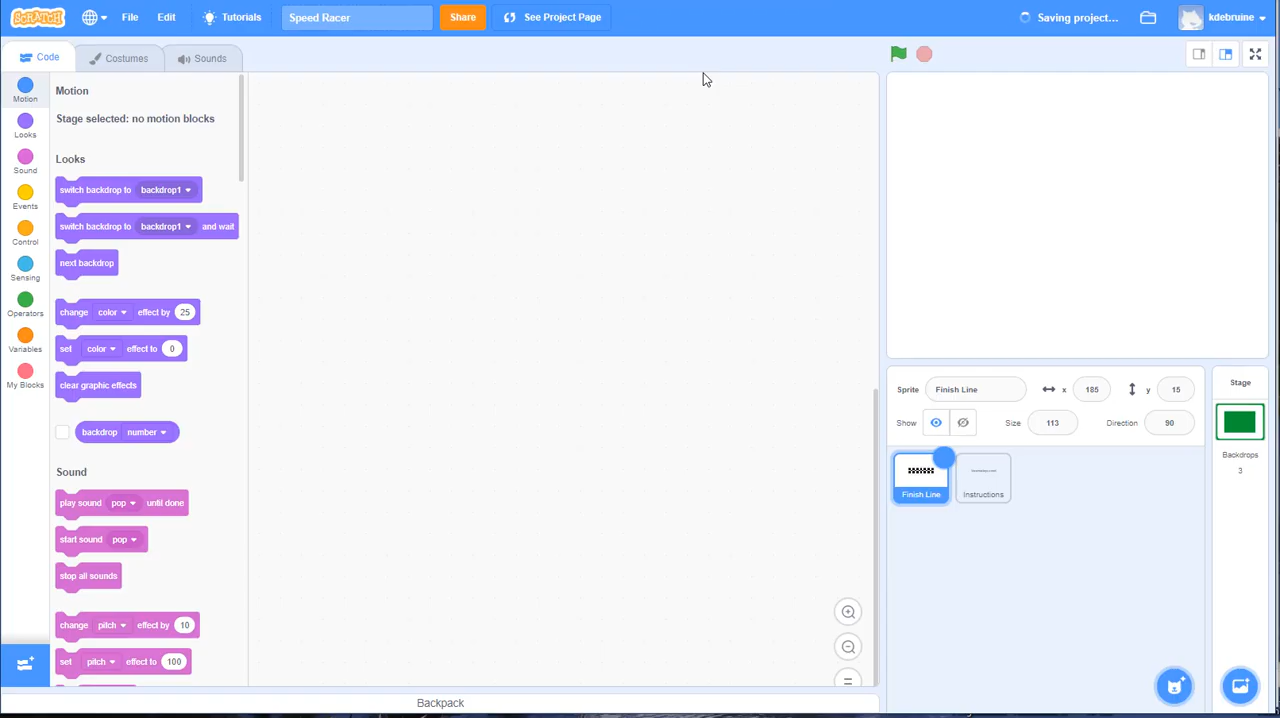 SCRATCH File Edit Tutorials Speed Racer Share See Project Page Saving project... kdebruine
Code Costumes Sounds
Motion
Looks
Sound
Events
Control
Sensing
Operators
Variables
My Blocks
Motion
Stage selected: no motion blocks
Looks
switch backdrop to backdrop1
switch backdrop to backdrop1 and wait
next backdrop
change color effect by 25
set color effect to 0
clear graphic effects
backdrop number
Sound
play sound pop until done
start sound pop
stop all sounds
change pitch effect by 10
set pitch effect to 100
Backpack
Sprite Finish Line x 185 y 15
Show Size 113 Direction 90
Finish Line
Instructions
Stage
Backdrops
3